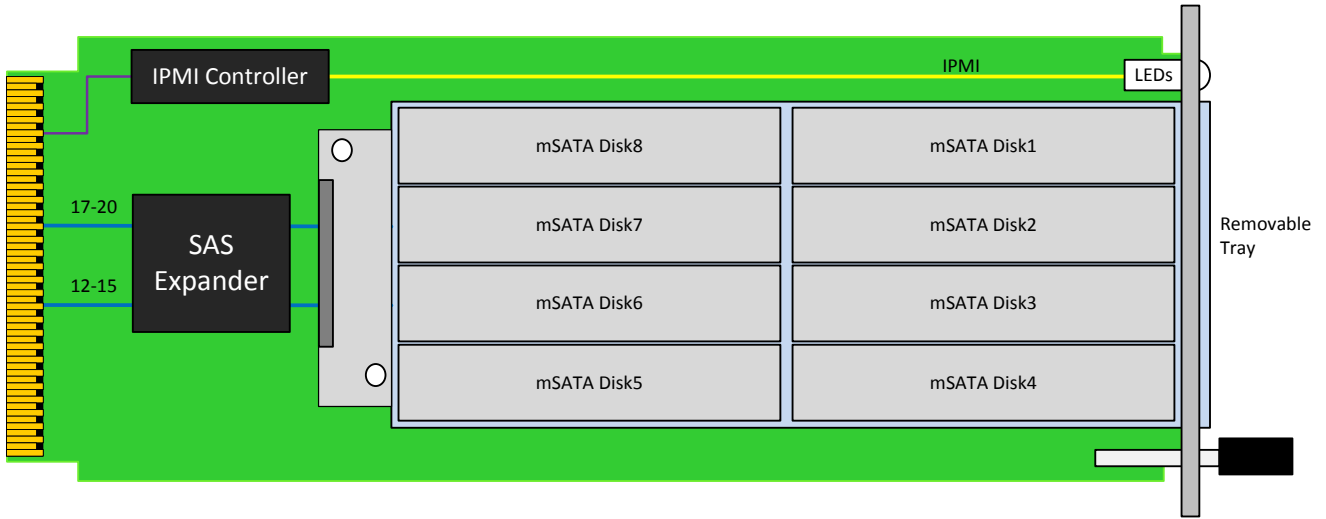 IPMI Controller
IPMI
LEDs
mSATA Disk8
mSATA Disk1
17-20
mSATA Disk7
mSATA Disk2
Removable
Tray
SAS
Expander
12-15
mSATA Disk6
mSATA Disk3
mSATA Disk5
mSATA Disk4